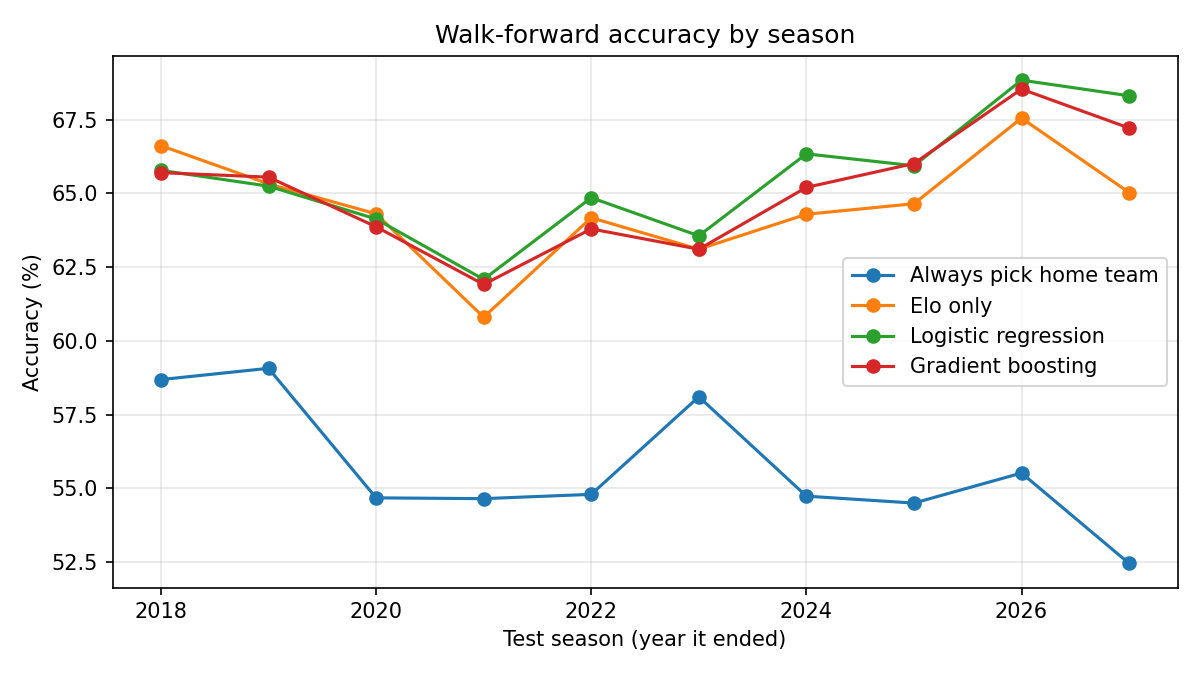 Walk-forward accuracy by season
Accuracy (%)
67.5
65.0
62.5
60.0
57.5
55.0
52.5
Always pick home team
Elo only
Logistic regression
Gradient boosting
2018 2020 2022 2024 2026
Test season (year it ended)